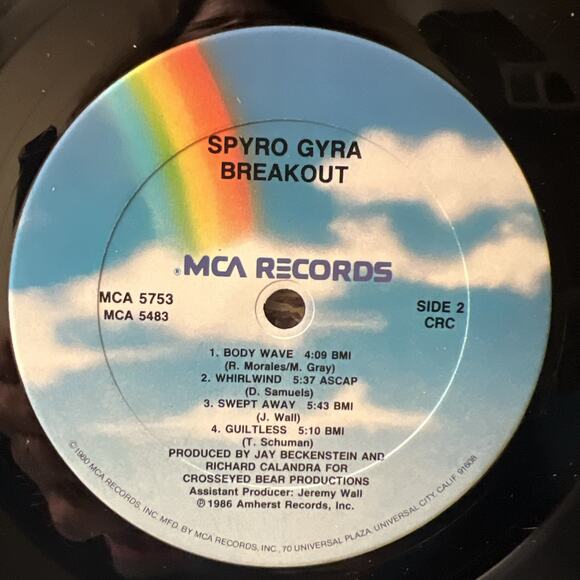 SPYRO GYRA
BREAKOUT
®MCA RECORDS
MCA 5753
MCA 5483
SIDE 2
CRC
1. BODY WAVE 4:09 BMI
(R. Morales/M. Gray)
2. WHIRLWIND 5:37 ASCAP
(D. Samuels)
3. SWEPT AWAY 5:43 BMI
(J. Wall)
4. GUILTLESS 5:10 BMI
(T. Schuman)
PRODUCED BY JAY BECKENSTEIN AND
RICHARD CALANDRA FOR
CROSSEYED BEAR PRODUCTIONS
Assistant Producer: Jeremy Wall
℗ 1986 Amherst Records, Inc.
©1980 MCA RECORDS, INC. MFD. BY MCA RECORDS, INC., 70 UNIVERSAL PLAZA, UNIVERSAL CITY, CALIF. 91608